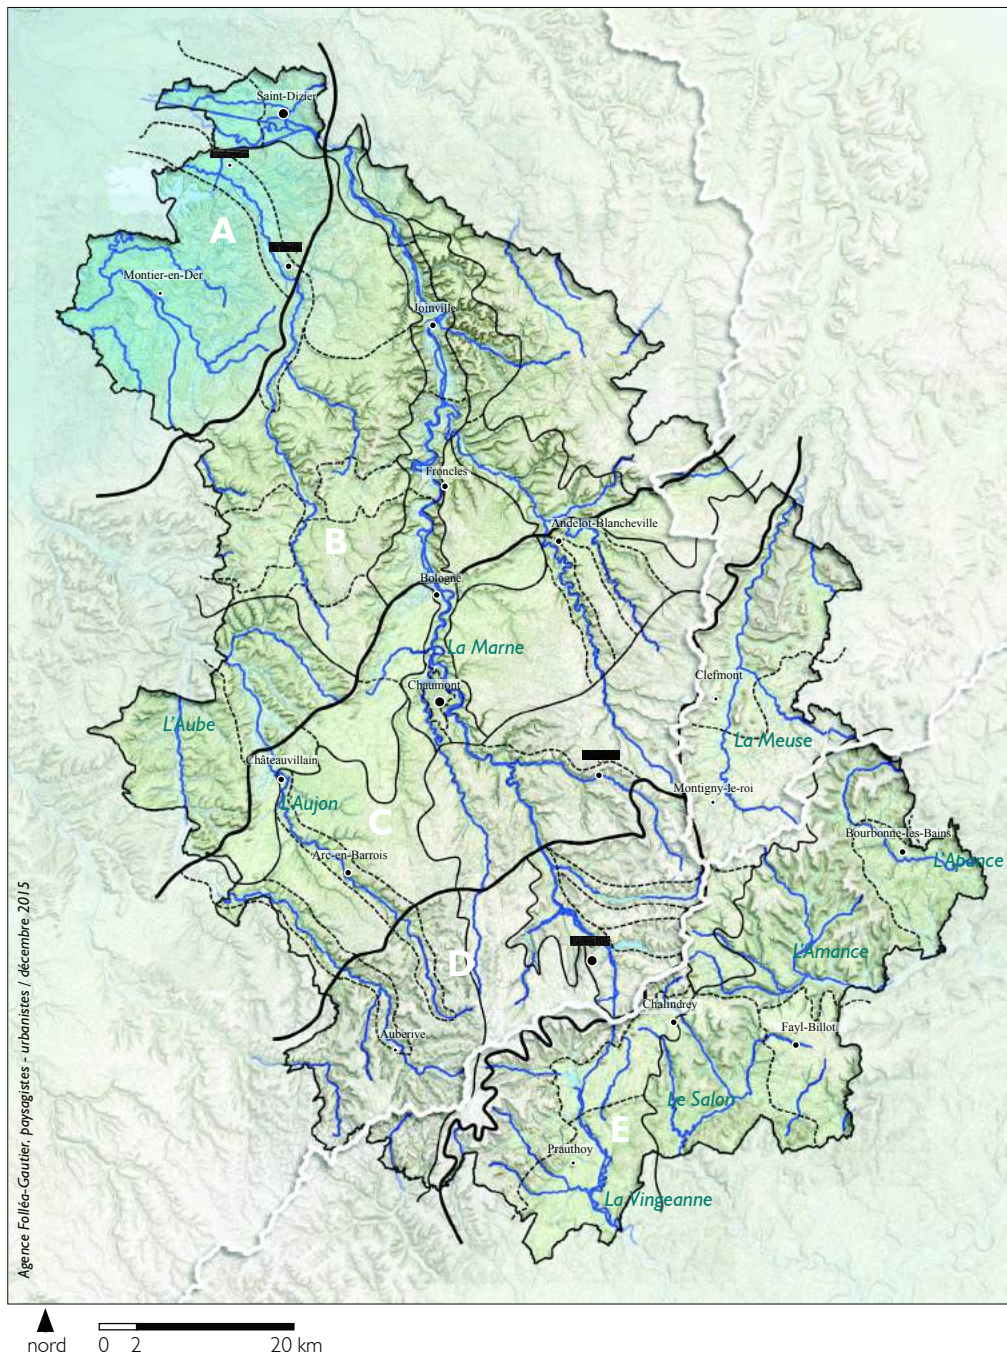 Saint-Dizier
A
Montier-en-Der
Joinville
Froncles
Andelot-Blancheville
B
Bologne
La Marne
Clefmont
Chaumont
L'Aube
La Meuse
Châteauvillain
Montigny-le-roi
L'Aujon
C
Bourbonne-les-Bains
Arc-en-Barrois
L'Apance
L'Amance
D
Chalindrey
Fayl-Billot
Auberive
Le Salon
E
Prauthoy
La Vingeanne
Agence Folléa-Gautier, paysagistes - urbanistes / décembre 2015
nord
0 2 20 km